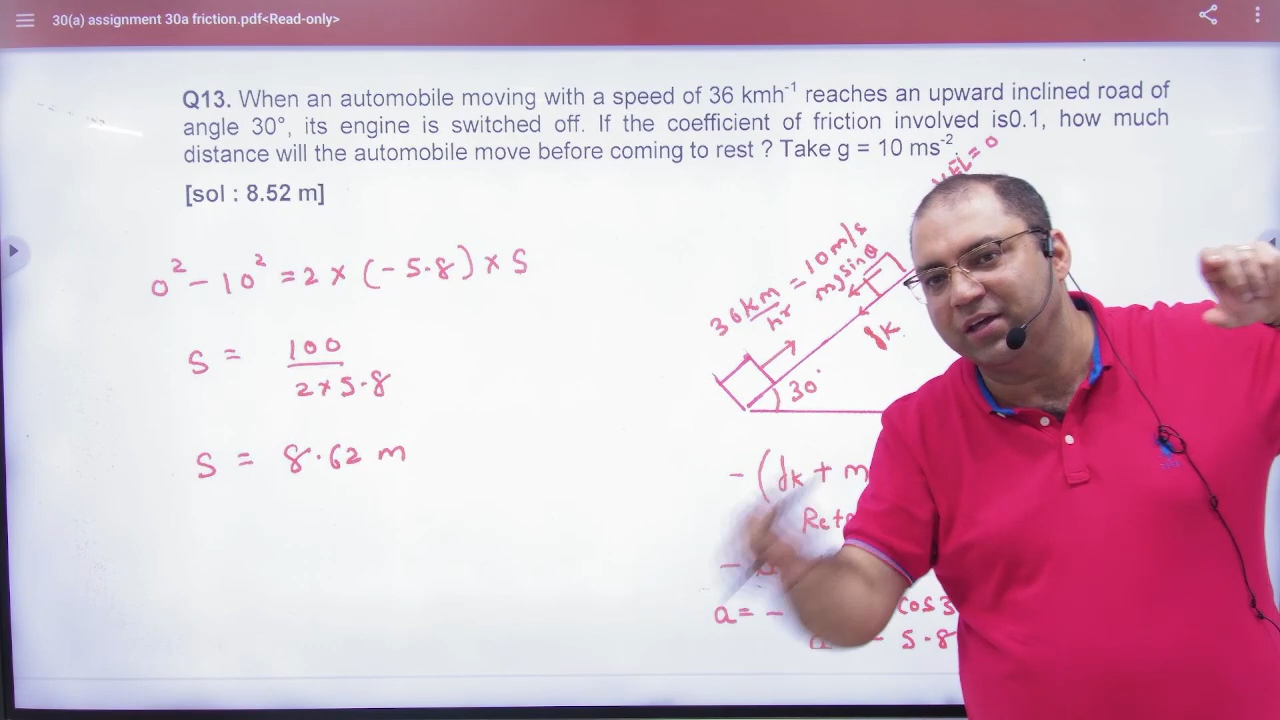 30(a) assignment 30a friction.pdf<Read-only>
Q13. When an automobile moving with a speed of 36 kmh⁻¹ reaches an upward inclined road of
angle 30°, its engine is switched off. If the coefficient of friction involved is0.1, how much
distance will the automobile move before coming to rest ? Take g = 10 ms⁻².
[sol : 8.52 m]
0² - 10² = 2 × (-5.8) × S
S = 100 / 2×5.8
S = 8.62 m
= 0
36 km/hr = 10 m/s
mg sin θ
fk
30°
- (fk + m
Ret
a = -
cos 3
- 5.8